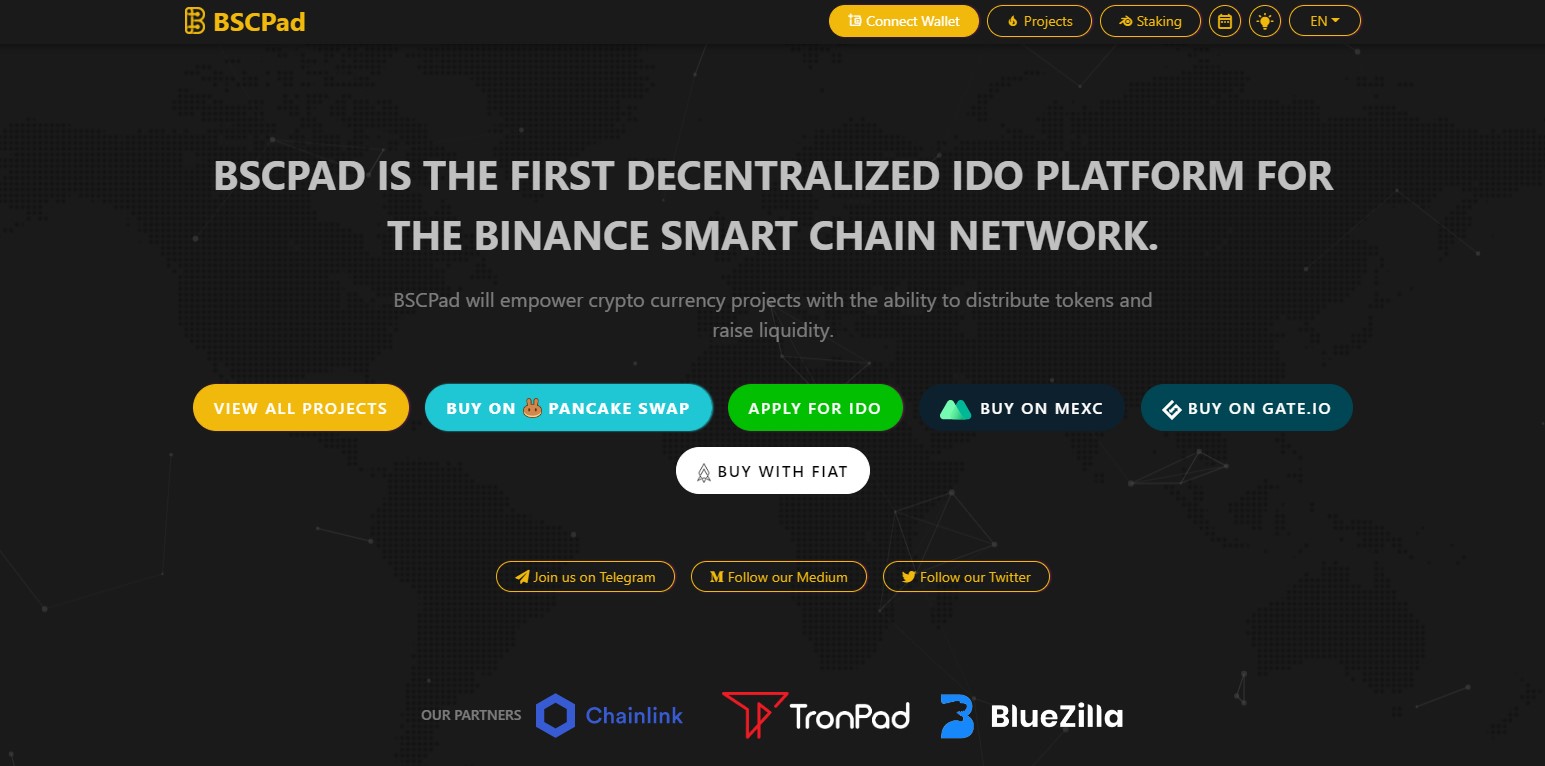 BSCPad
Connect Wallet
Projects
Staking
EN
BSCPAD IS THE FIRST DECENTRALIZED IDO PLATFORM FOR
THE BINANCE SMART CHAIN NETWORK.
BSCPad will empower crypto currency projects with the ability to distribute tokens and
raise liquidity.
VIEW ALL PROJECTS
BUY ON PANCAKE SWAP
APPLY FOR IDO
BUY ON MEXC
BUY ON GATE.IO
BUY WITH FIAT
Join us on Telegram
Follow our Medium
Follow our Twitter
OUR PARTNERS
Chainlink
TronPad
BlueZilla